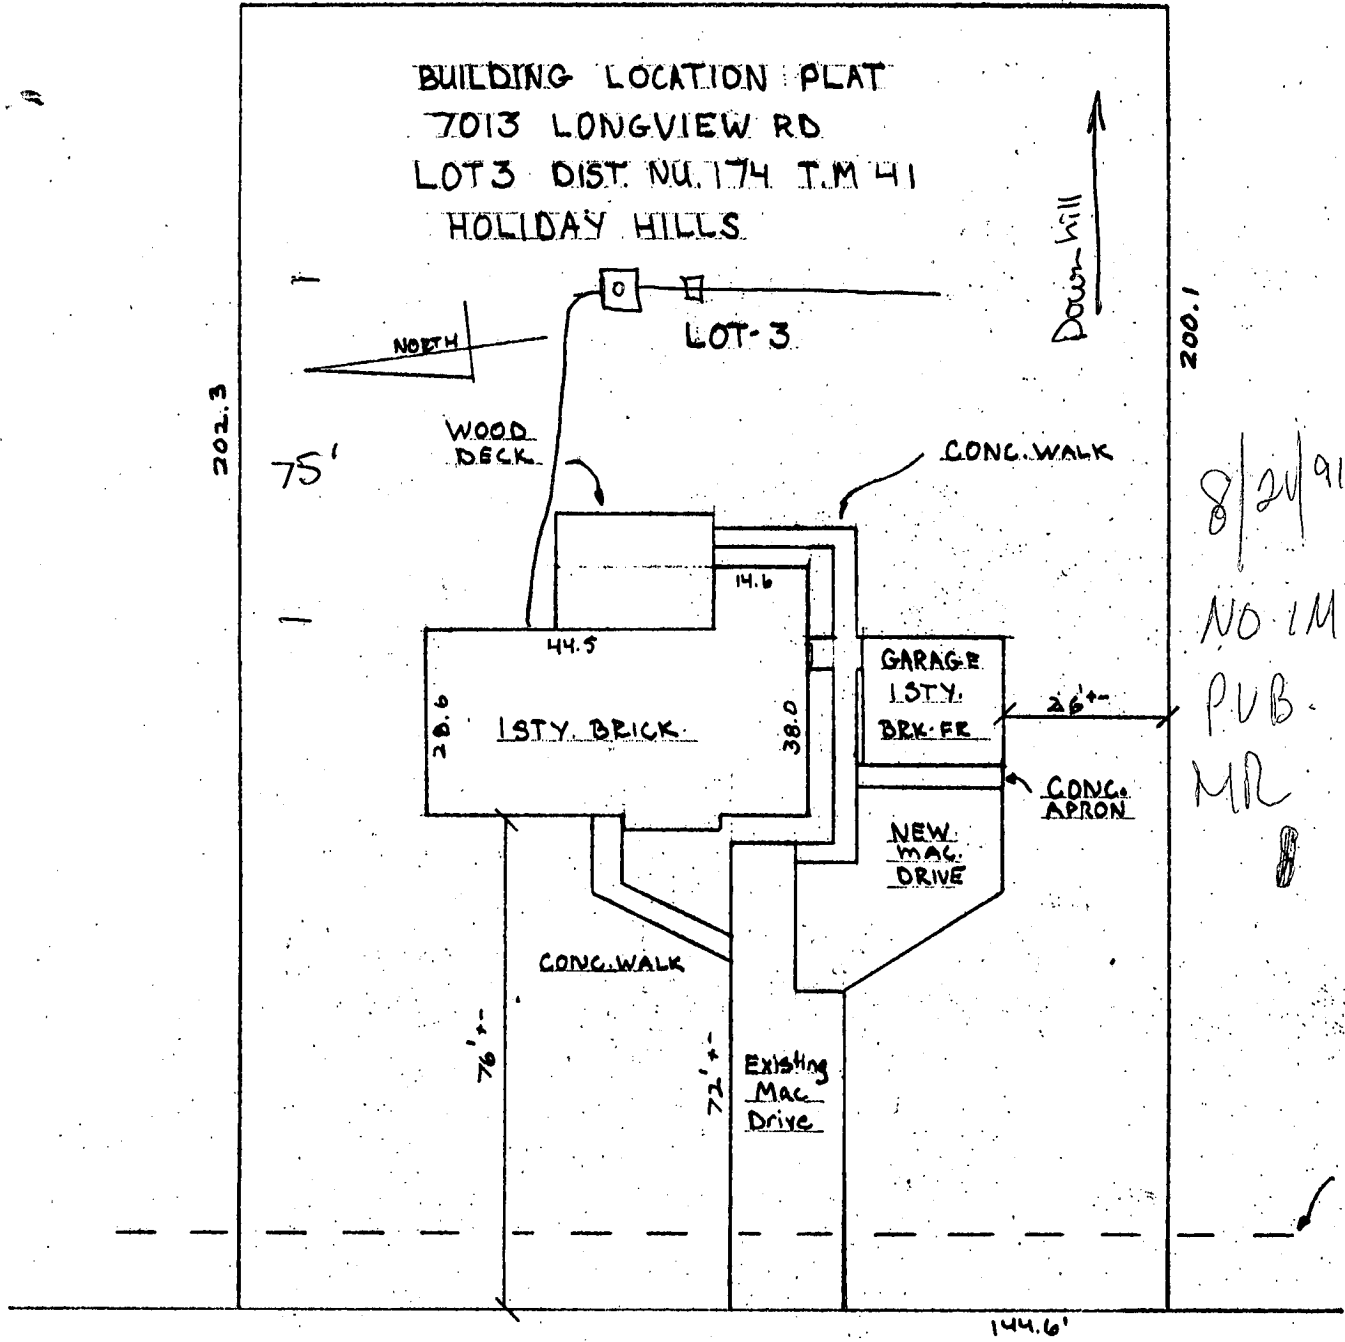 BUILDING LOCATION PLAT
7013 LONGVIEW RD
LOT 3 DIST. NU. 174 T.M 41
HOLIDAY HILLS
Downhill
LOT-3
NORTH
200.1
202.3
75'
WOOD
DECK
CONC. WALK
8/21/91
14.6
NO IM
PUB.
MR
44.5
GARAGE
1 STY.
BRK. FR
26'+-
28.6
1 STY. BRICK
38.0
CONC.
APRON
NEW
MAC.
DRIVE
CONC. WALK
76'+-
72'+-
Existing
Mac
Drive
144.6'